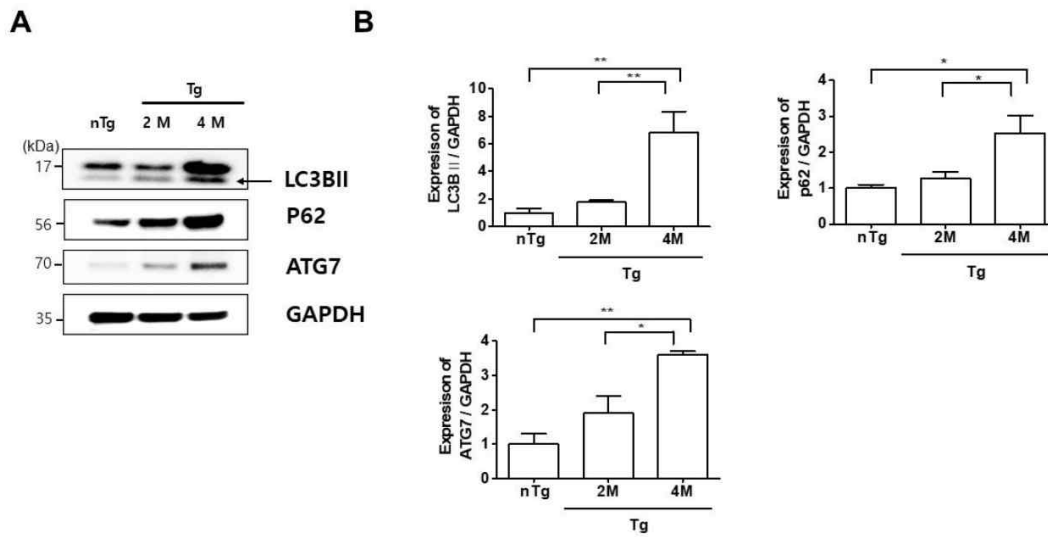 A
Tg
nTg 2 M 4 M
(kDa)
17
LC3BII
56
P62
70
ATG7
35
GAPDH
B
**
**
Expresison of
LC3B II / GAPDH
10
8
6
4
2
0
nTg 2M 4M
Tg
*
*
Expresison of
p62 / GAPDH
4
3
2
1
0
nTg 2M 4M
Tg
**
*
Expresison of
ATG7 / GAPDH
4
3
2
1
0
nTg 2M 4M
Tg